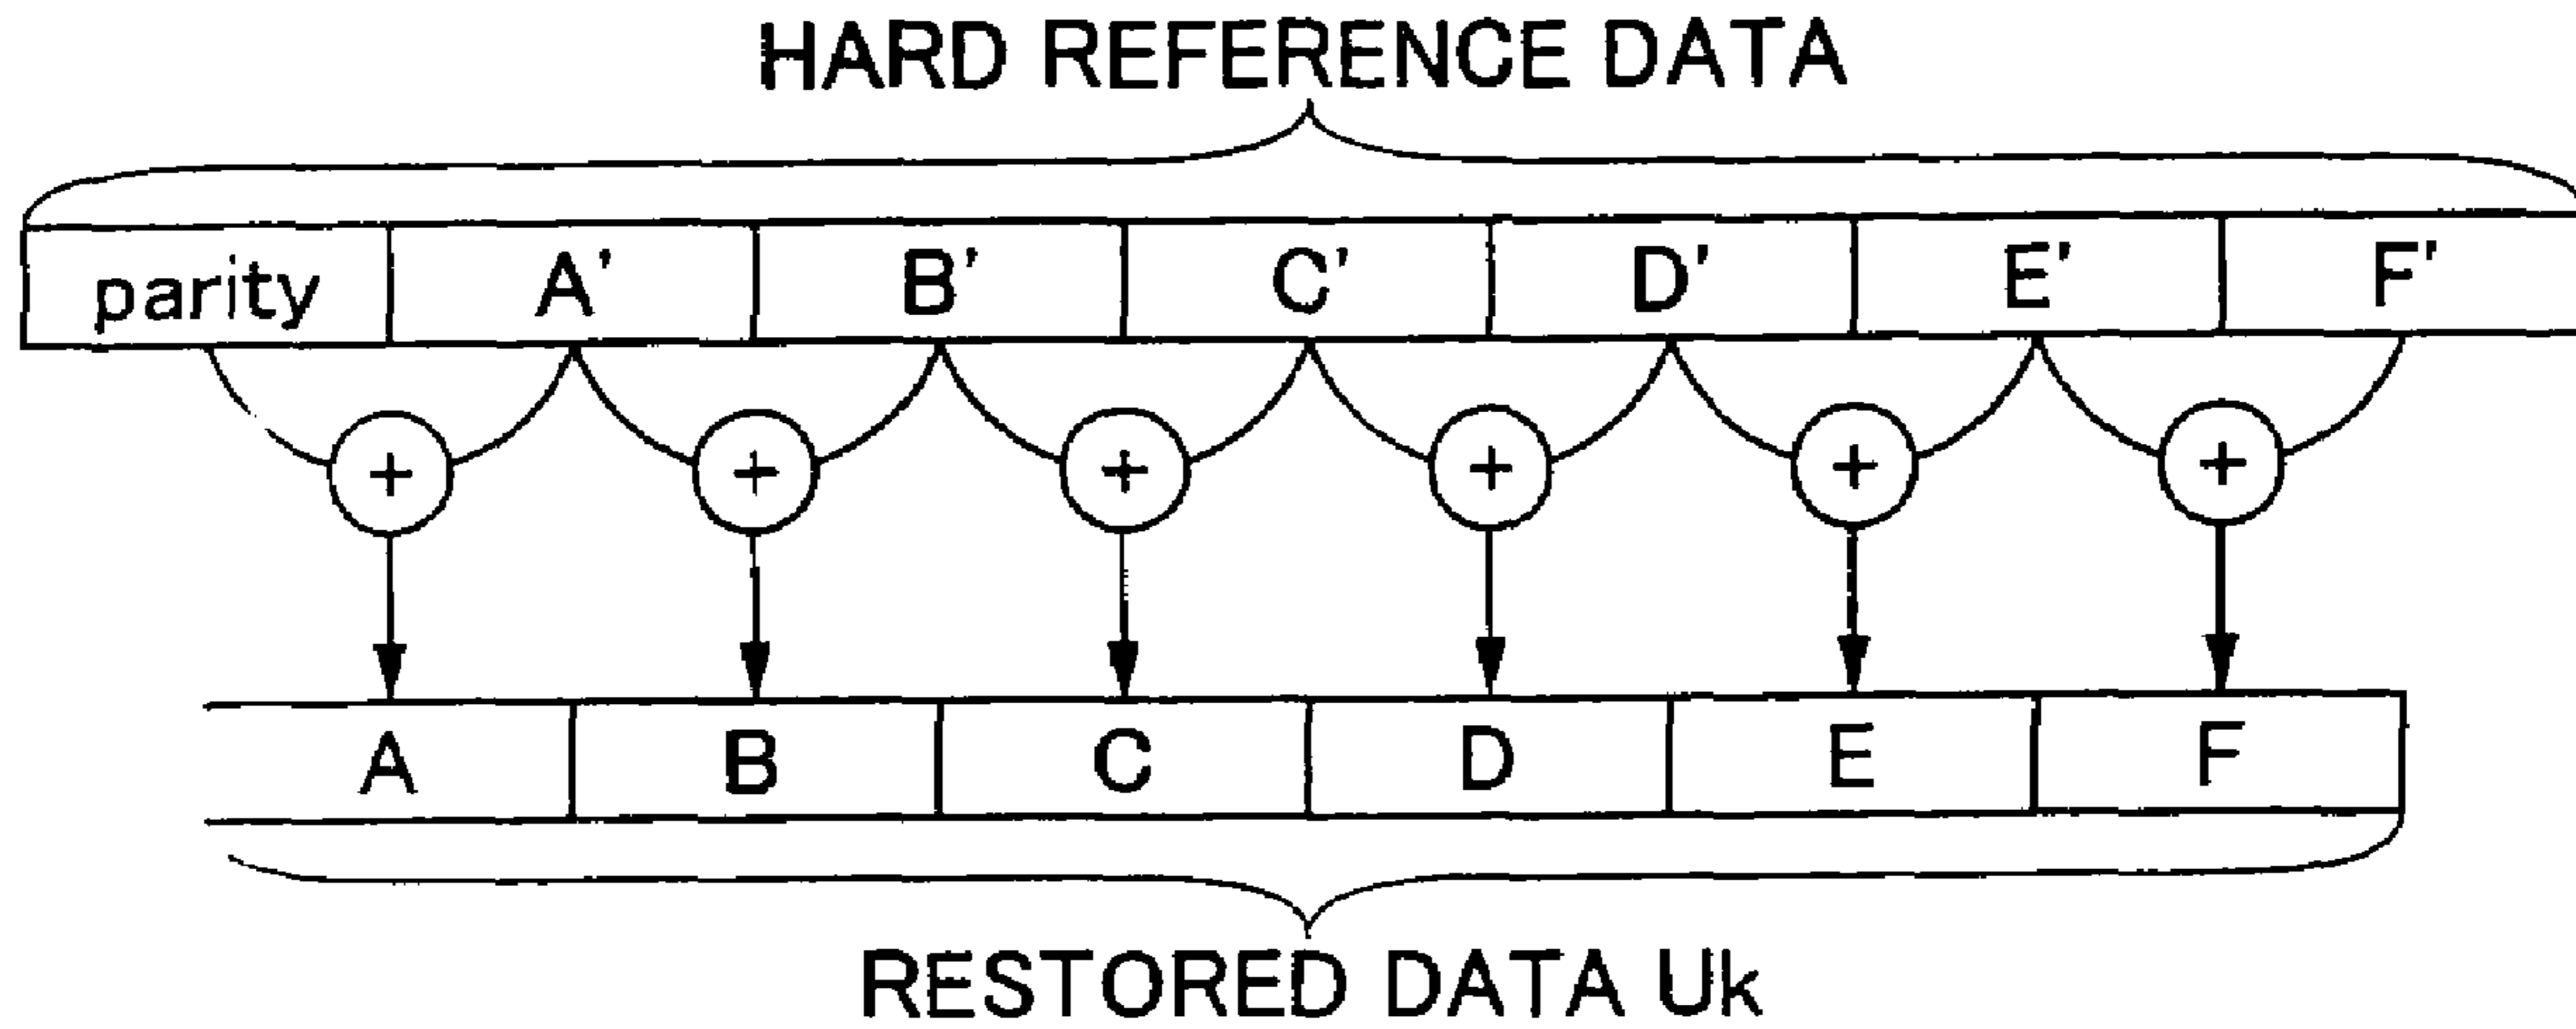 HARD REFERENCE DATA
parity A' B' C' D' E' F'
+ + + + + +
A B C D E F
RESTORED DATA Uk